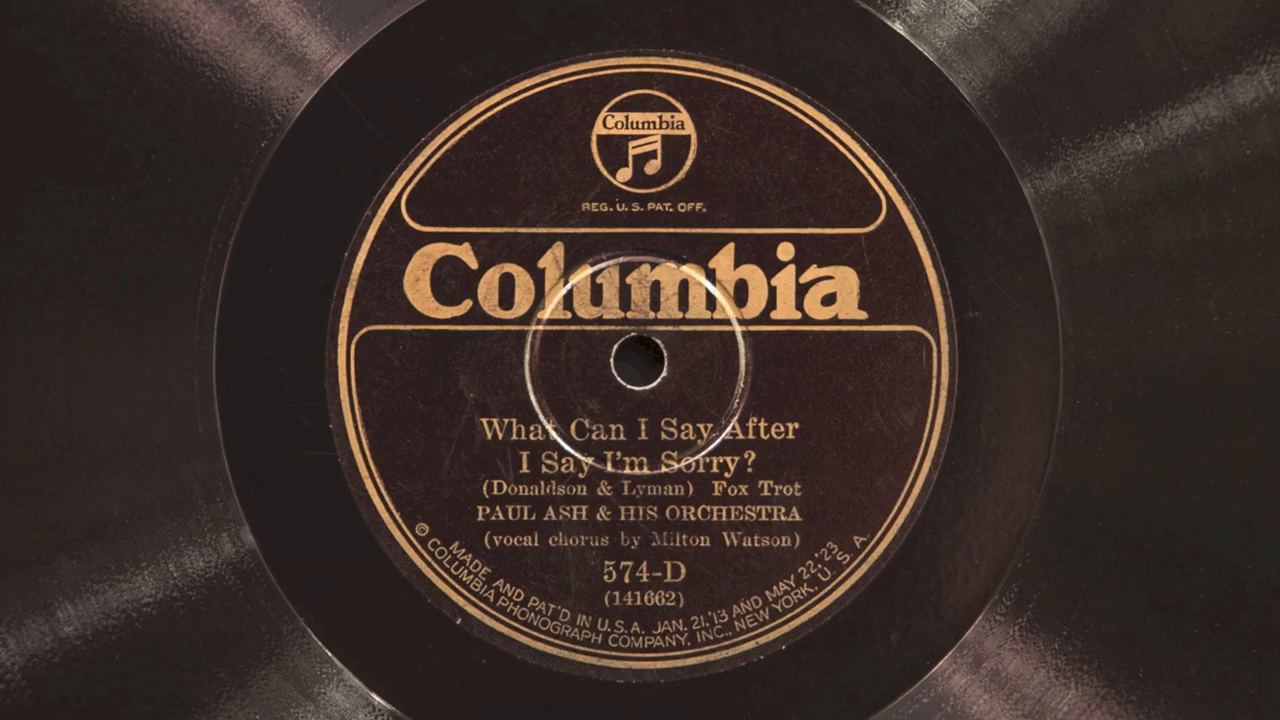 Columbia
REG. U. S. PAT. OFF.
Columbia
What Can I Say After
I Say I'm Sorry?
(Donaldson & Lyman) Fox Trot
PAUL ASH & HIS ORCHESTRA
(vocal chorus by Milton Watson)
574-D
(141662)
MADE AND PAT'D IN U.S.A. JAN. 21,'13 AND MAY 22,'23
© COLUMBIA PHONOGRAPH COMPANY, INC., NEW YORK, U. S. A.